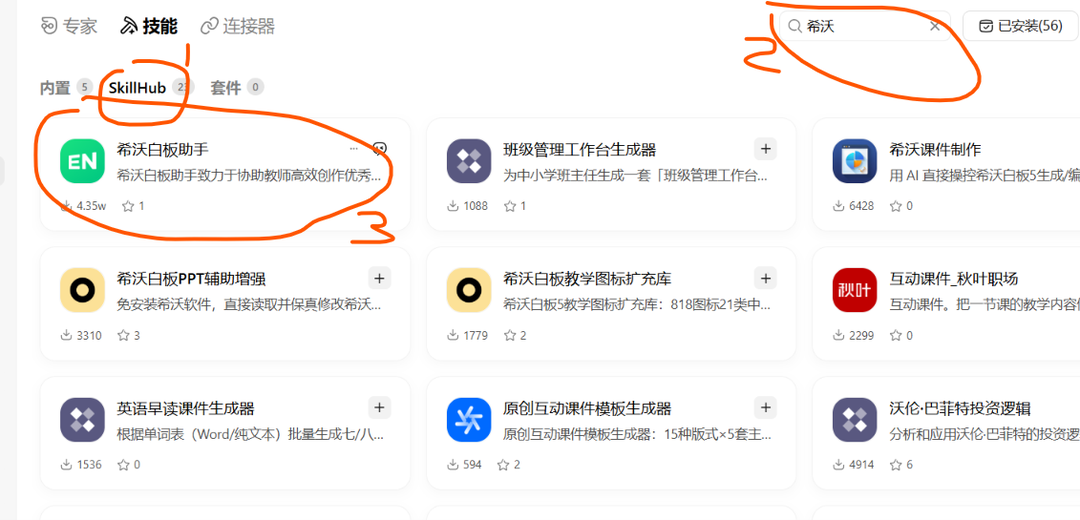 专家 技能 连接器
希沃 已安装(56)
内置 5 SkillHub 套件 0
2
EN 希沃白板助手
希沃白板助手致力于协助教师高效创作优秀...
4.35w 1
班级管理工作台生成器
为中小学班主任生成一套「班级管理工作台...
1088 1
希沃课件制作
用 AI 直接操控希沃白板5生成/编
6428 0
3
希沃白板PPT辅助增强
免安装希沃软件，直接读取并保真修改希沃...
3310 3
希沃白板教学图标扩充库
希沃白板5教学图标扩充库：818图标21类中...
1779 2
秋叶 互动课件_秋叶职场
互动课件。把一节课的教学内容
2299 0
英语早读课件生成器
根据单词表（Word/纯文本）批量生成七/八...
1536 0
原创互动课件模板生成器
原创互动课件模板生成器：15种版式×5套主...
594 2
沃伦·巴菲特投资逻辑
分析和应用沃伦·巴菲特的投资逻
4914 6